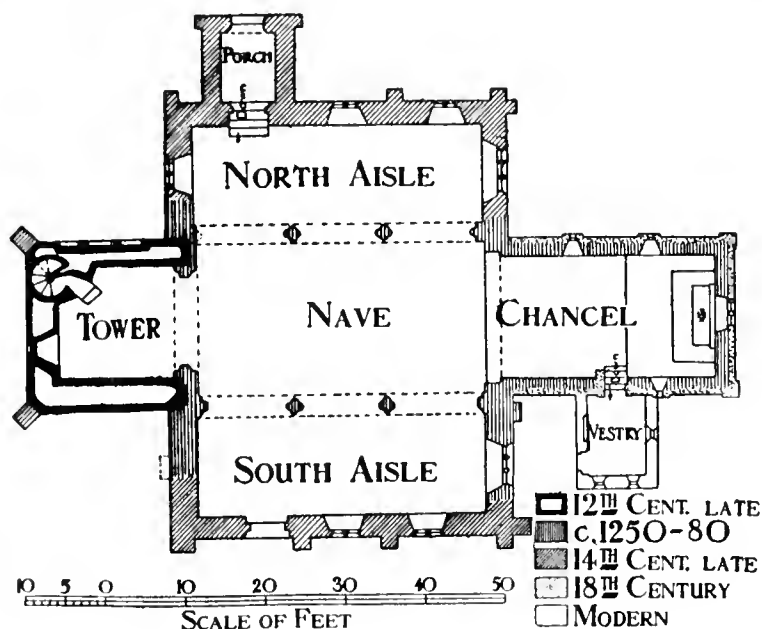 PORCH
NORTH AISLE
TOWER
NAVE
CHANCEL
VESTRY
SOUTH AISLE
12TH CENT. LATE
C.1250-80
14TH CENT. LATE
18TH CENTURY
MODERN
10 5 0 10 20 30 40 50
SCALE OF FEET